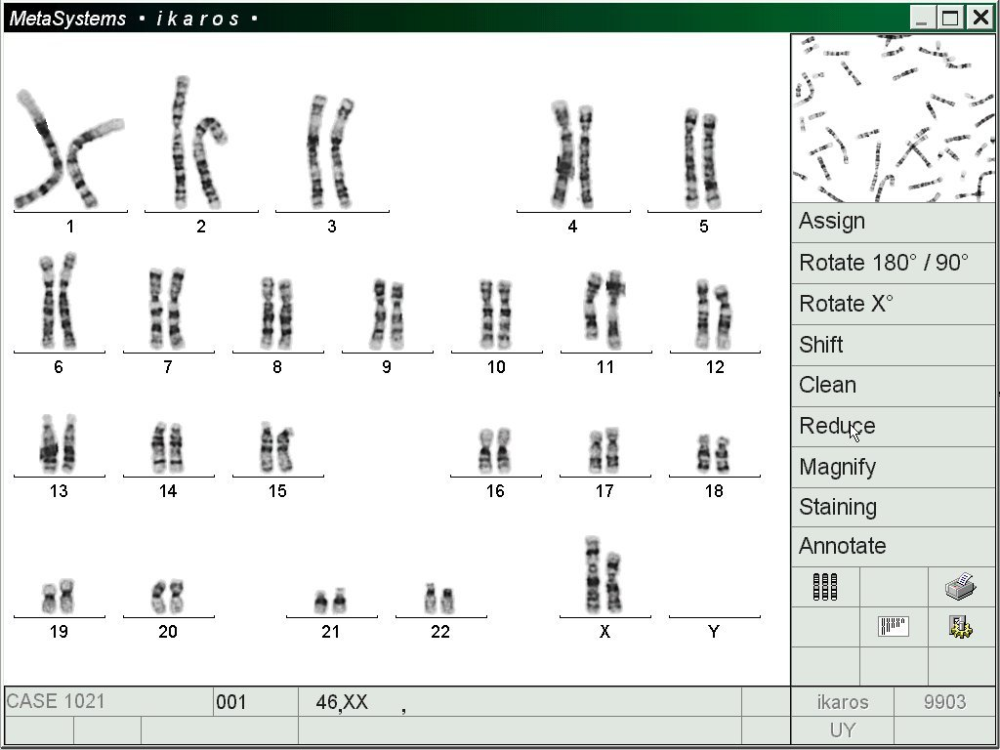 MetaSystems • ikaros •
1 2 3 4 5
6 7 8 9 10 11 12
13 14 15 16 17 18
19 20 21 22 X Y
Assign
Rotate 180° / 90°
Rotate X°
Shift
Clean
Reduce
Magnify
Staining
Annotate
CASE 1021 001 46,XX , ikaros 9903
UY